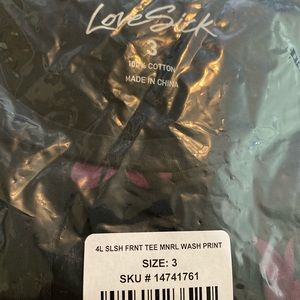 LoveSick
3
100% COTTON
MADE IN CHINA
4L SLSH FRNT TEE MNRL WASH PRINT
SIZE: 3
SKU # 14741761